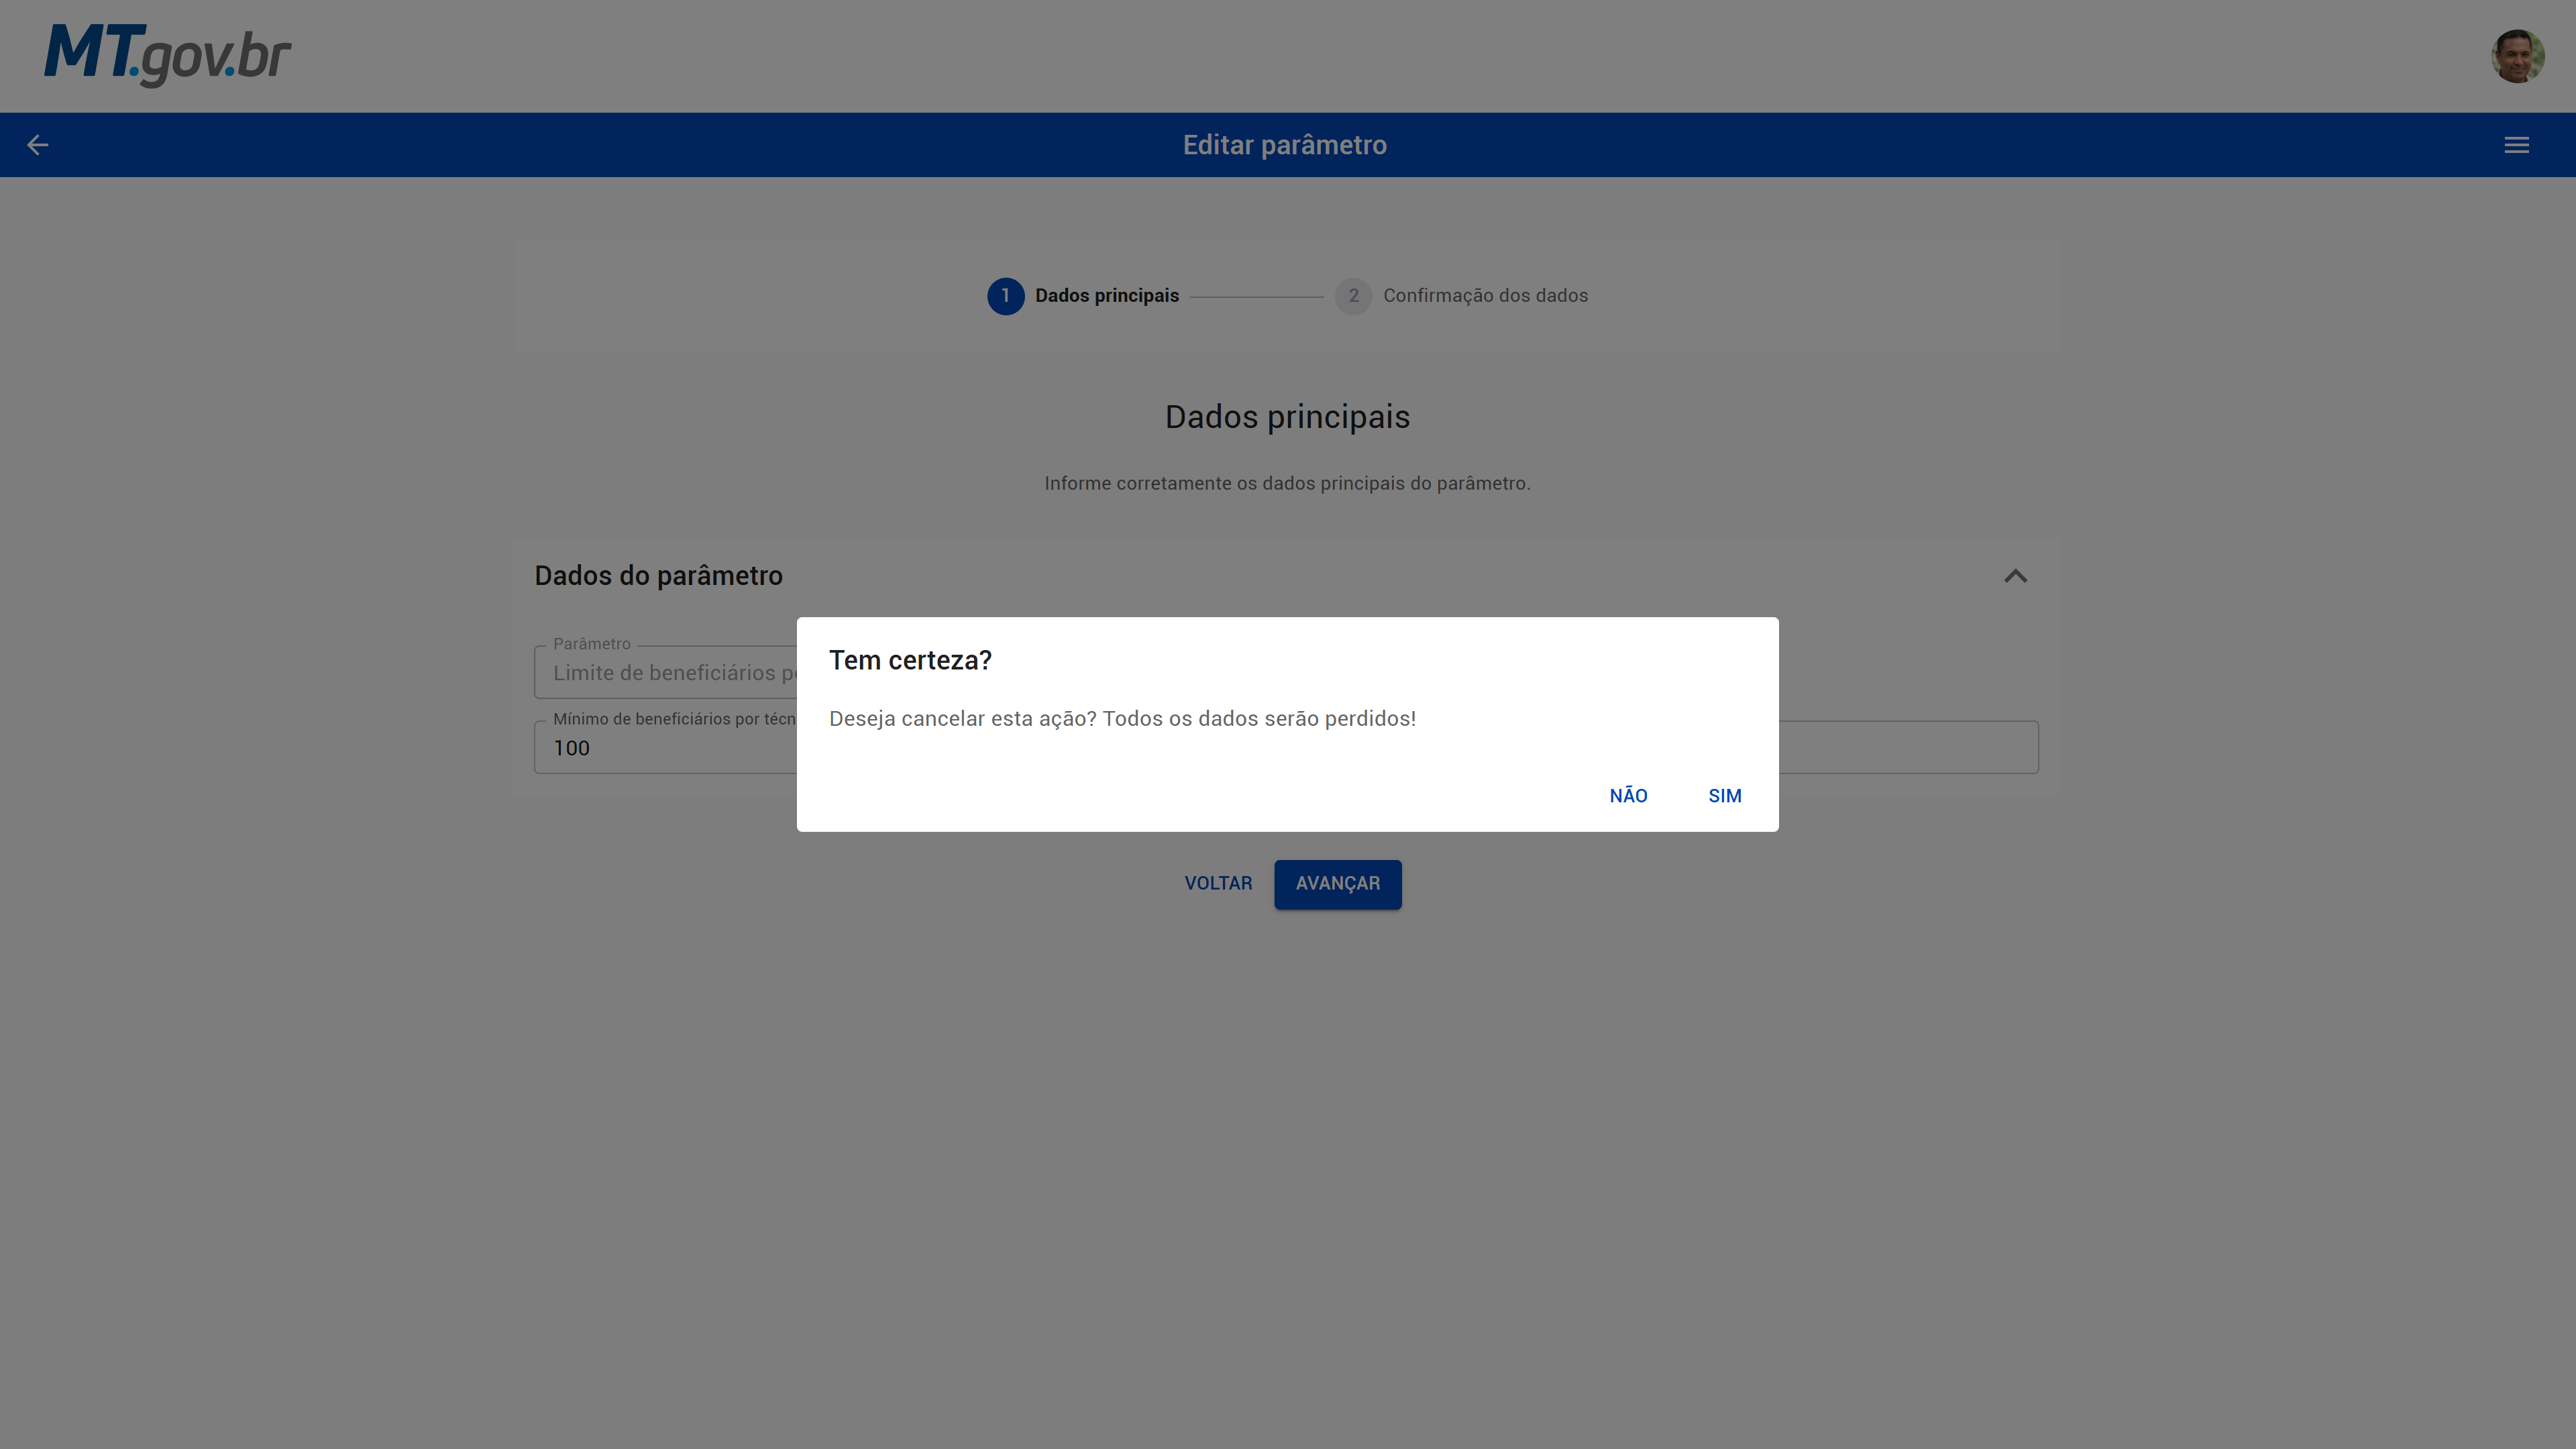 MT.gov.br
Editar parâmetro
1 Dados principais 2 Confirmação dos dados
Dados principais
Informe corretamente os dados principais do parâmetro.
Dados do parâmetro
Parâmetro
Limite de beneficiários
Tem certeza?
Deseja cancelar esta ação? Todos os dados serão perdidos!
Mínimo de beneficiários por
100
NÃO SIM
VOLTAR AVANÇAR